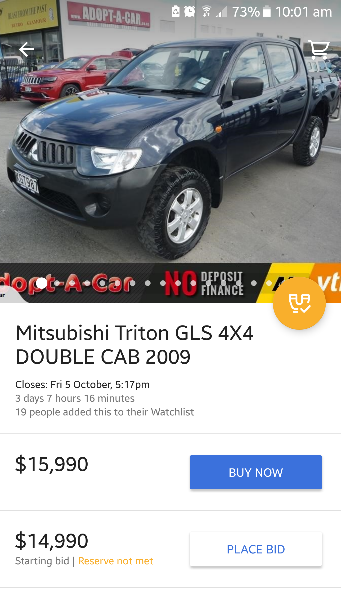 73% 10:01 am
ADOPT-A-CAR
dopt-A-Car NO DEPOSIT
FINANCE
Mitsubishi Triton GLS 4X4
DOUBLE CAB 2009
Closes: Fri 5 October, 5:17pm
3 days 7 hours 16 minutes
19 people added this to their Watchlist
$15,990
BUY NOW
$14,990
Starting bid | Reserve not met
PLACE BID